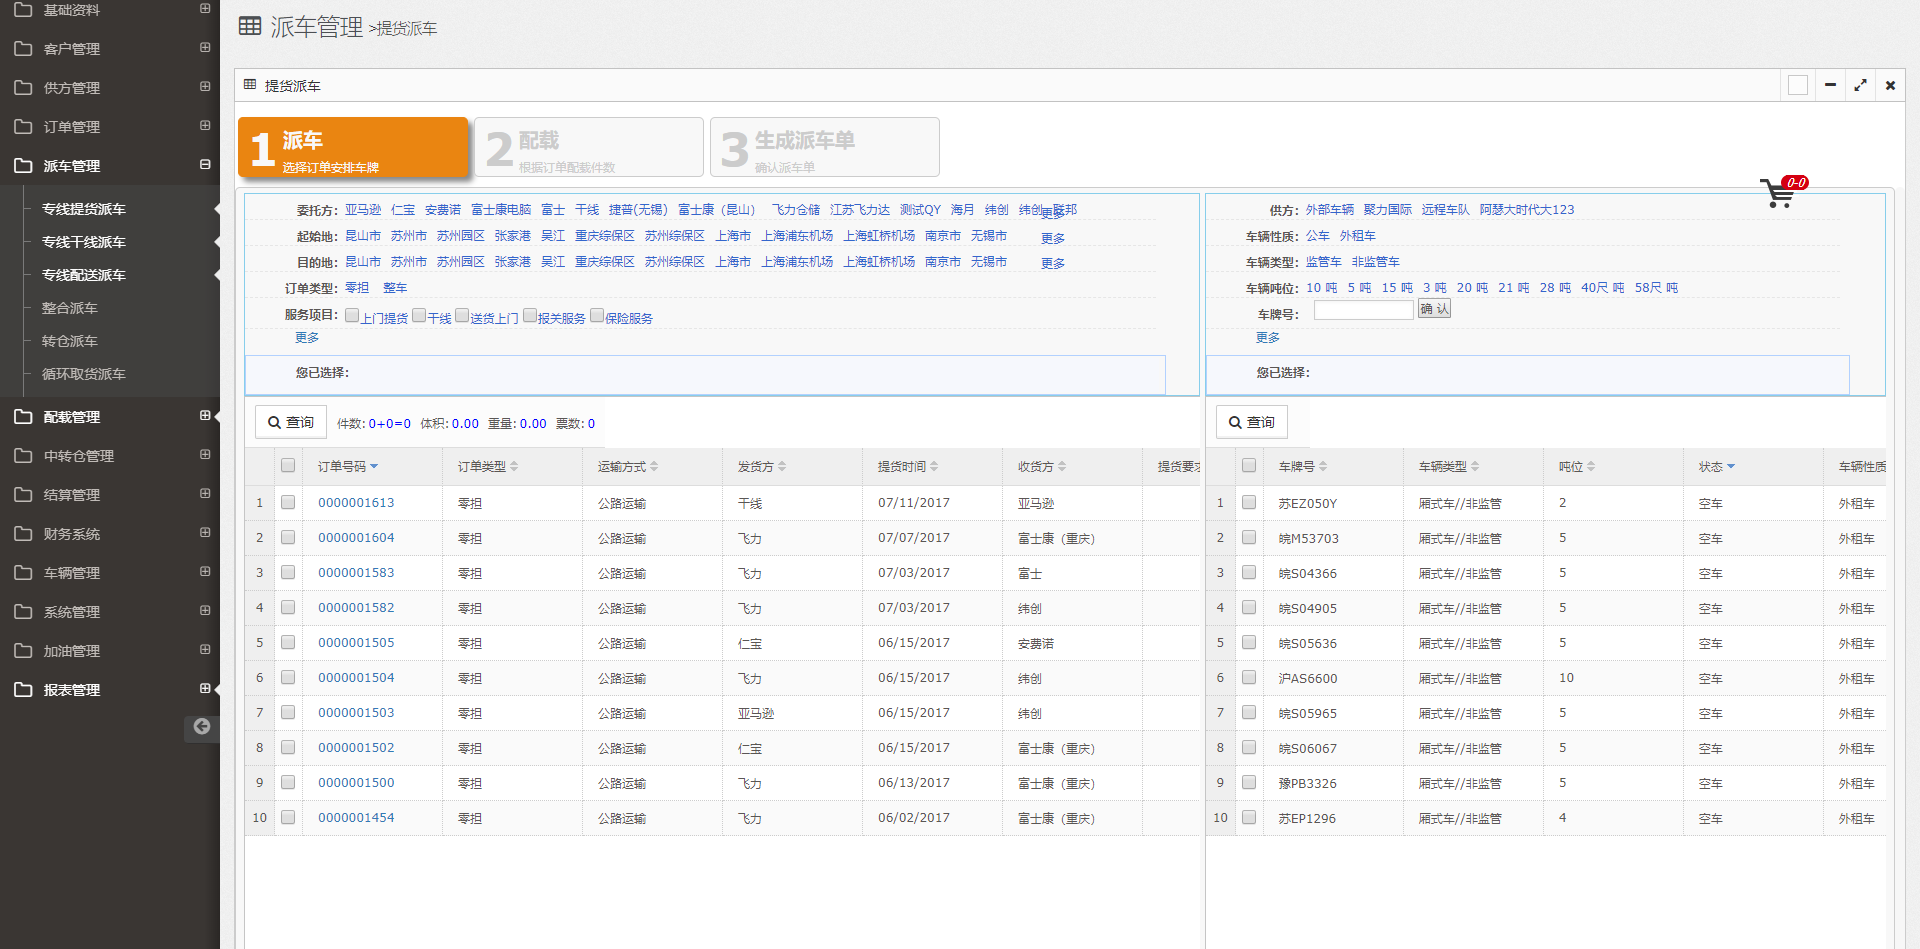 基础资料
客户管理
供方管理
订单管理
派车管理
专线提货派车
专线干线派车
专线配送派车
整合派车
转仓派车
循环取货派车
配载管理
中转仓管理
结算管理
财务系统
车辆管理
系统管理
加油管理
报表管理
派车管理 >提货派车
提货派车
1 派车 选择订单安排车牌
2 配载 根据订单配载件数
3 生成派车单 确认派车单
0-0
委托方： 亚马逊 仁宝 安费诺 富士康电脑 富士 干线 捷普(无锡) 富士康（昆山） 飞力仓储 江苏飞力达 测试QY 海月 纬创 纬创 联邦 更多
起始地： 昆山市 苏州市 苏州园区 张家港 吴江 重庆综保区 苏州综保区 上海市 上海浦东机场 上海虹桥机场 南京市 无锡市 更多
目的地： 昆山市 苏州市 苏州园区 张家港 吴江 重庆综保区 苏州综保区 上海市 上海浦东机场 上海虹桥机场 南京市 无锡市 更多
订单类型： 零担 整车
服务项目： 上门提货 干线 送货上门 报关服务 保险服务
更多
您已选择：
查询 件数: 0+0=0 体积: 0.00 重量: 0.00 票数: 0
订单号码 订单类型 运输方式 发货方 提货时间 收货方 提货要求
1 0000001613 零担 公路运输 干线 07/11/2017 亚马逊
2 0000001604 零担 公路运输 飞力 07/07/2017 富士康（重庆）
3 0000001583 零担 公路运输 飞力 07/03/2017 富士
4 0000001582 零担 公路运输 飞力 07/03/2017 纬创
5 0000001505 零担 公路运输 仁宝 06/15/2017 安费诺
6 0000001504 零担 公路运输 飞力 06/15/2017 纬创
7 0000001503 零担 公路运输 亚马逊 06/15/2017 纬创
8 0000001502 零担 公路运输 仁宝 06/15/2017 富士康（重庆）
9 0000001500 零担 公路运输 飞力 06/13/2017 富士康（重庆）
10 0000001454 零担 公路运输 飞力 06/02/2017 富士康（重庆）
供方： 外部车辆 聚力国际 远程车队 阿瑟大时代大123
车辆性质： 公车 外租车
车辆类型： 监管车 非监管车
车辆吨位： 10 吨 5 吨 15 吨 3 吨 20 吨 21 吨 28 吨 40尺 吨 58尺 吨
车牌号： 确 认
更多
您已选择：
查询
车牌号 车辆类型 吨位 状态 车辆性质
1 苏EZ050Y 厢式车//非监管 2 空车 外租车
2 皖M53703 厢式车//非监管 5 空车 外租车
3 皖S04366 厢式车//非监管 5 空车 外租车
4 皖S04905 厢式车//非监管 5 空车 外租车
5 皖S05636 厢式车//非监管 5 空车 外租车
6 沪AS6600 厢式车//非监管 10 空车 外租车
7 皖S05965 厢式车//非监管 5 空车 外租车
8 皖S06067 厢式车//非监管 5 空车 外租车
9 豫PB3326 厢式车//非监管 5 空车 外租车
10 苏EP1296 厢式车//非监管 4 空车 外租车